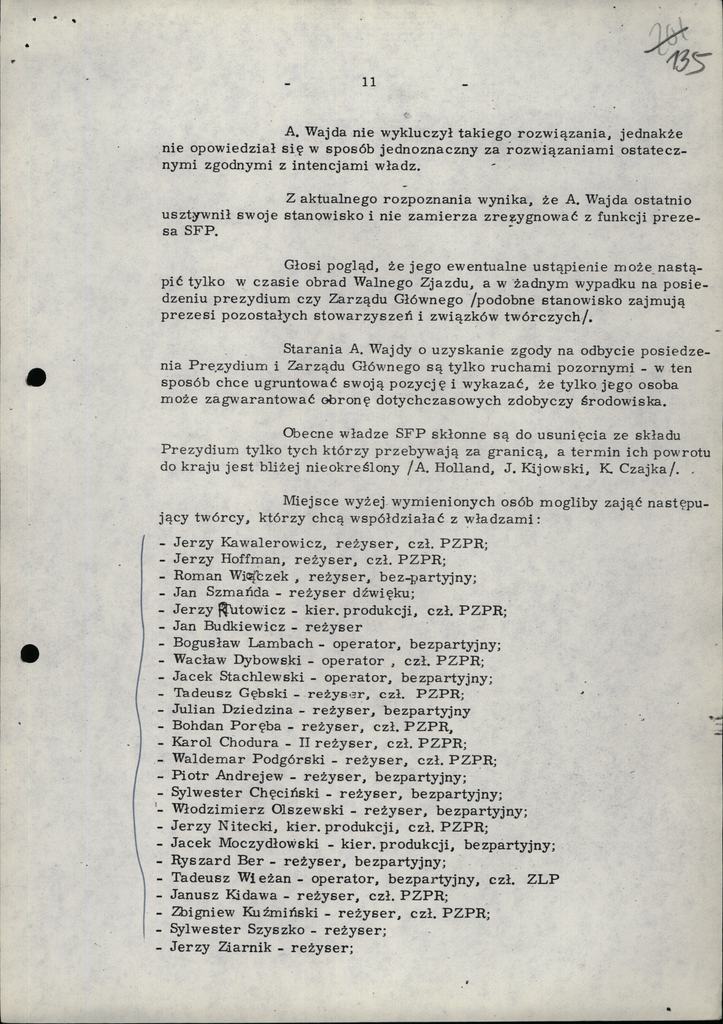 201
135
- 11 -
A. Wajda nie wykluczył takiego rozwiązania, jednakże
nie opowiedział się w sposób jednoznaczny za rozwiązaniami ostatecz-
nymi zgodnymi z intencjami władz.
Z aktualnego rozpoznania wynika, że A. Wajda ostatnio
usztywnił swoje stanowisko i nie zamierza zrezygnować z funkcji preze-
sa SFP.
Głosi pogląd, że jego ewentualne ustąpienie może nastą-
pić tylko w czasie obrad Walnego Zjazdu, a w żadnym wypadku na posie-
dzeniu prezydium czy Zarządu Głównego /podobne stanowisko zajmują
prezesi pozostałych stowarzyszeń i związków twórczych/.
Starania A. Wajdy o uzyskanie zgody na odbycie posiedze-
nia Prezydium i Zarządu Głównego są tylko ruchami pozornymi - w ten
sposób chce ugruntować swoją pozycję i wykazać, że tylko jego osoba
może zagwarantować obronę dotychczasowych zdobyczy środowiska.
Obecne władze SFP skłonne są do usunięcia ze składu
Prezydium tylko tych którzy przebywają za granicą, a termin ich powrotu
do kraju jest bliżej nieokreślony /A. Holland, J. Kijowski, K. Czajka/.
Miejsce wyżej wymienionych osób mogliby zająć następu-
jący twórcy, którzy chcą współdziałać z władzami:
- Jerzy Kawalerowicz, reżyser, czł. PZPR;
- Jerzy Hoffman, reżyser, czł. PZPR;
- Roman Wiączek , reżyser, bez-partyjny;
- Jan Szmańda - reżyser dźwięku;
- Jerzy Rutowicz - kier. produkcji, czł. PZPR;
- Jan Budkiewicz - reżyser
- Bogusław Lambach - operator, bezpartyjny;
- Wacław Dybowski - operator , czł. PZPR;
- Jacek Stachlewski - operator, bezpartyjny;
- Tadeusz Gębski - reżyser, czł. PZPR;
- Julian Dziedzina - reżyser, bezpartyjny
- Bohdan Poręba - reżyser, czł. PZPR,
- Karol Chodura - II reżyser, czł. PZPR;
- Waldemar Podgórski - reżyser, czł. PZPR;
- Piotr Andrejew - reżyser, bezpartyjny;
- Sylwester Chęciński - reżyser, bezpartyjny;
- Włodzimierz Olszewski - reżyser, bezpartyjny;
- Jerzy Nitecki, kier. produkcji, czł. PZPR;
- Jacek Moczydłowski - kier. produkcji, bezpartyjny;
- Ryszard Ber - reżyser, bezpartyjny;
- Tadeusz Wieżan - operator, bezpartyjny, czł. ZLP
- Janusz Kidawa - reżyser, czł. PZPR;
- Zbigniew Kuźmiński - reżyser, czł. PZPR;
- Sylwester Szyszko - reżyser;
- Jerzy Ziarnik - reżyser;